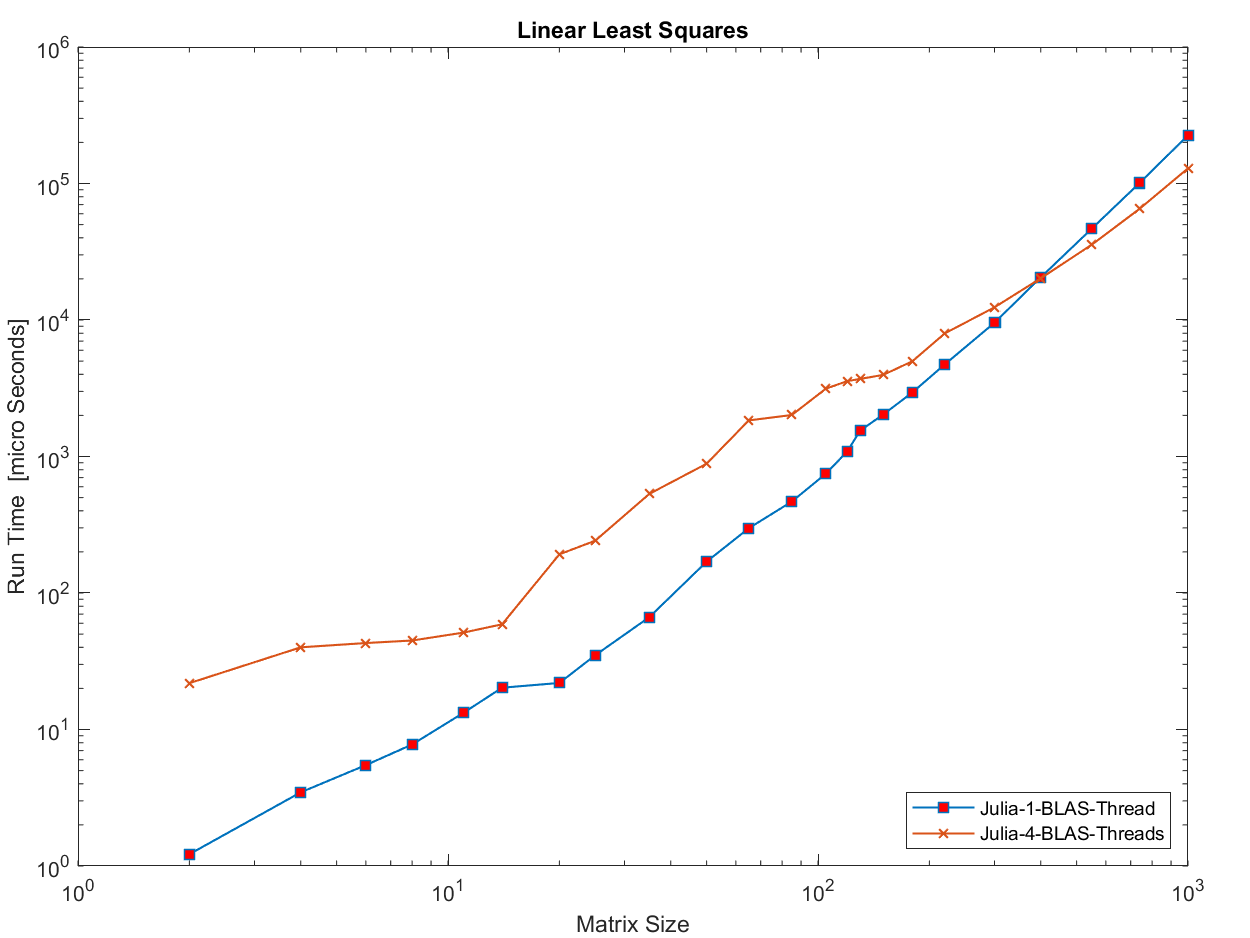 Linear Least Squares
10^6
10^5
10^4
10^3
10^2
10^1
10^0
Run Time [micro Seconds]
Julia-1-BLAS-Thread
Julia-4-BLAS-Threads
10^0 10^1 10^2 10^3
Matrix Size